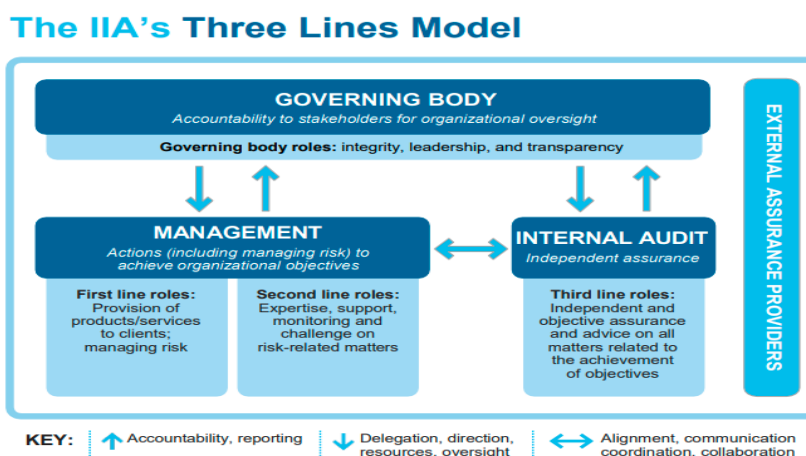 The IIA's Three Lines Model
GOVERNING BODY
Accountability to stakeholders for organizational oversight
Governing body roles: integrity, leadership, and transparency
MANAGEMENT
Actions (including managing risk) to
achieve organizational objectives
First line roles:
Provision of
products/services
to clients;
managing risk
Second line roles:
Expertise, support,
monitoring and
challenge on
risk-related matters
INTERNAL AUDIT
Independent assurance
Third line roles:
Independent and
objective assurance
and advice on all
matters related to
the achievement
of objectives
EXTERNAL ASSURANCE PROVIDERS
KEY:
Accountability, reporting
Delegation, direction,
resources, oversight
Alignment, communication
coordination, collaboration